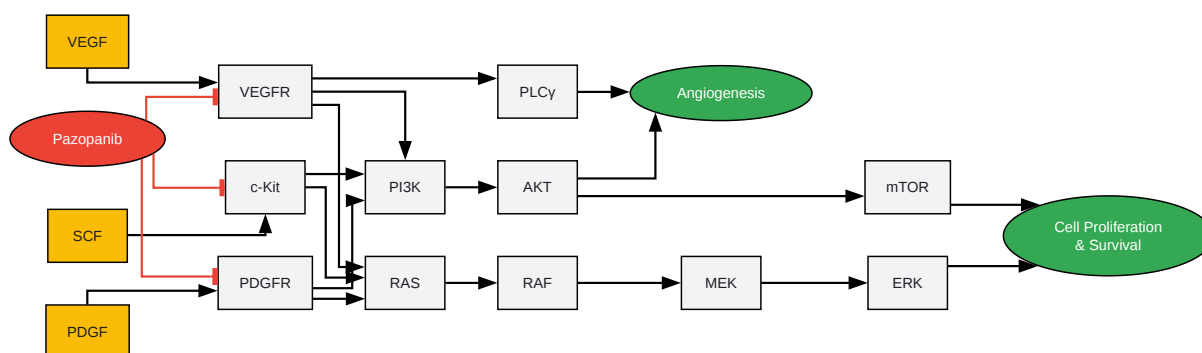 VEGF
VEGFR
PLCγ
Angiogenesis
Pazopanib
c-Kit
PI3K
AKT
mTOR
SCF
Cell Proliferation
& Survival
PDGFR
RAS
RAF
MEK
ERK
PDGF